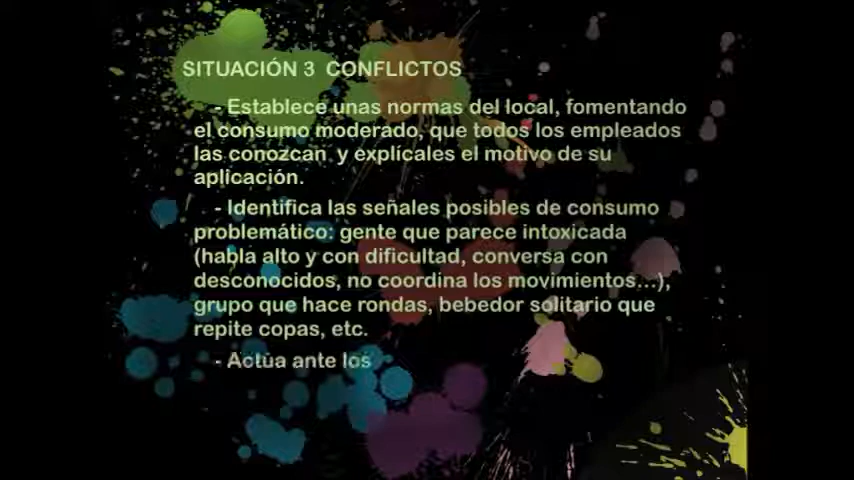 SITUACIÓN 3 CONFLICTOS
- Establece unas normas del local, fomentando
el consumo moderado, que todos los empleados
las conozcan y explícales el motivo de su
aplicación.
- Identifica las señales posibles de consumo
problemático: gente que parece intoxicada
(habla alto y con dificultad, conversa con
desconocidos, no coordina los movimientos...),
grupo que hace rondas, bebedor solitario que
repite copas, etc.
- Actúa ante los